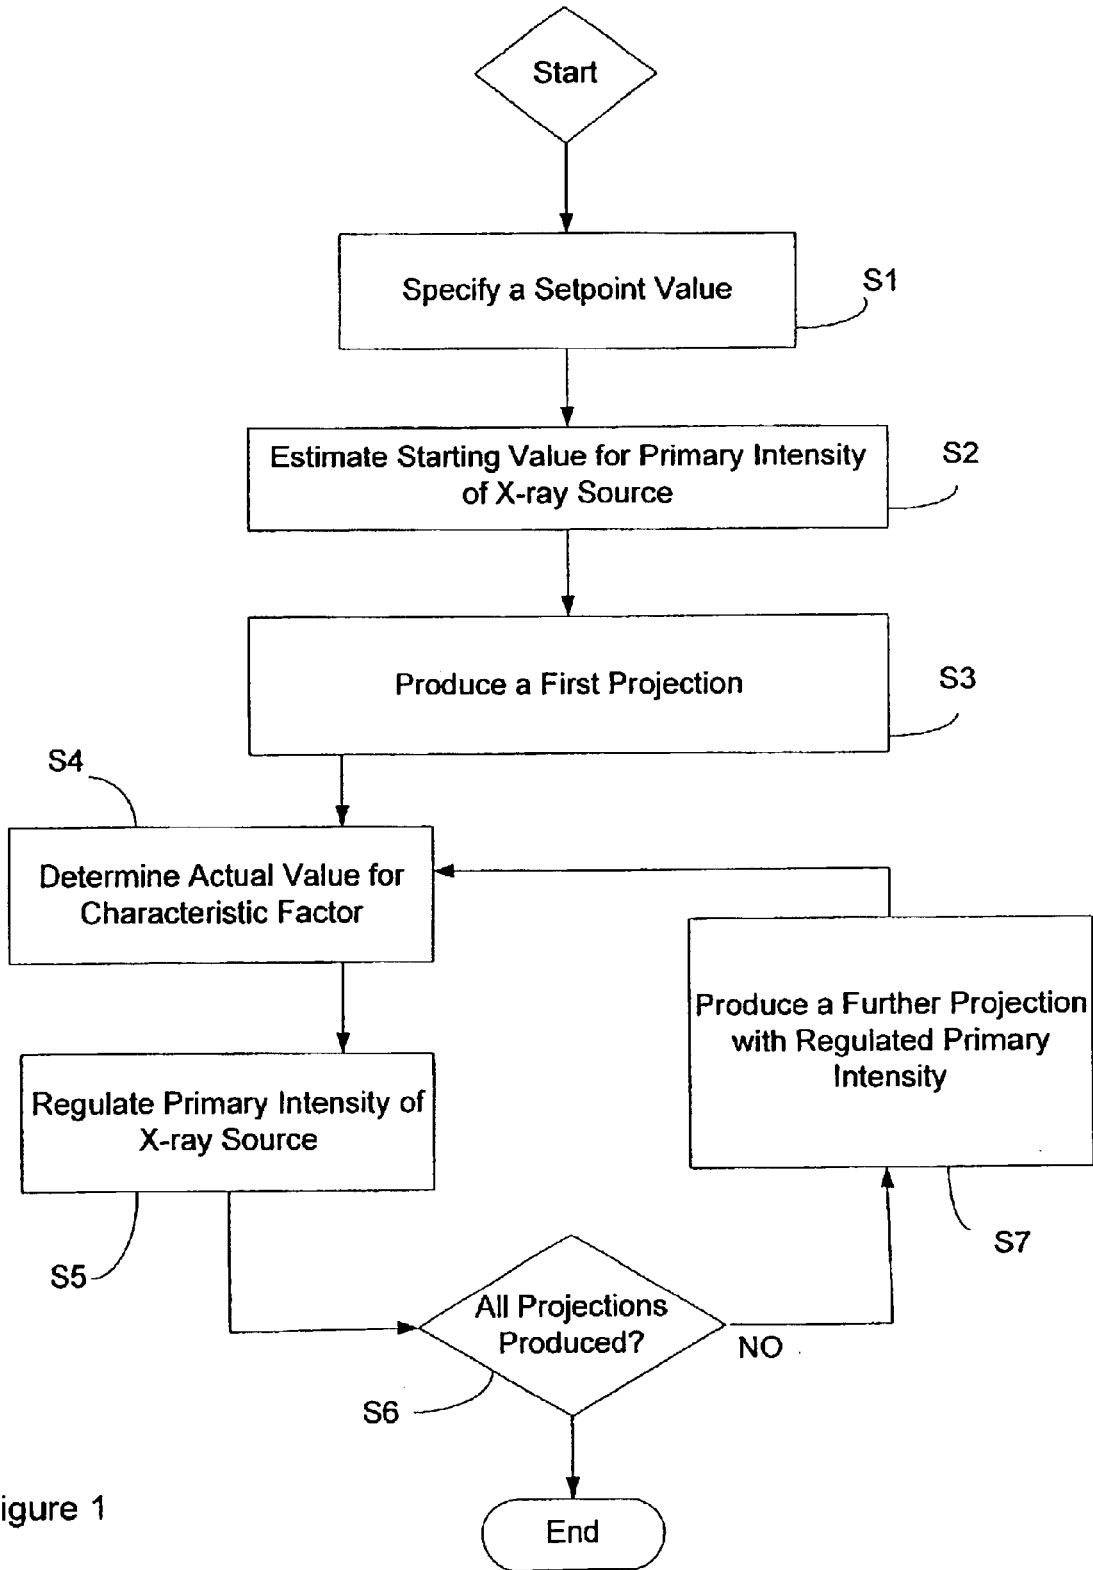 Start
Specify a Setpoint Value
S1
Estimate Starting Value for Primary Intensity
of X-ray Source
S2
Produce a First Projection
S3
S4
Determine Actual Value for
Characteristic Factor
Produce a Further Projection
with Regulated Primary
Intensity
Regulate Primary Intensity of
X-ray Source
S7
S5
All Projections
Produced?
NO
S6
igure 1
End